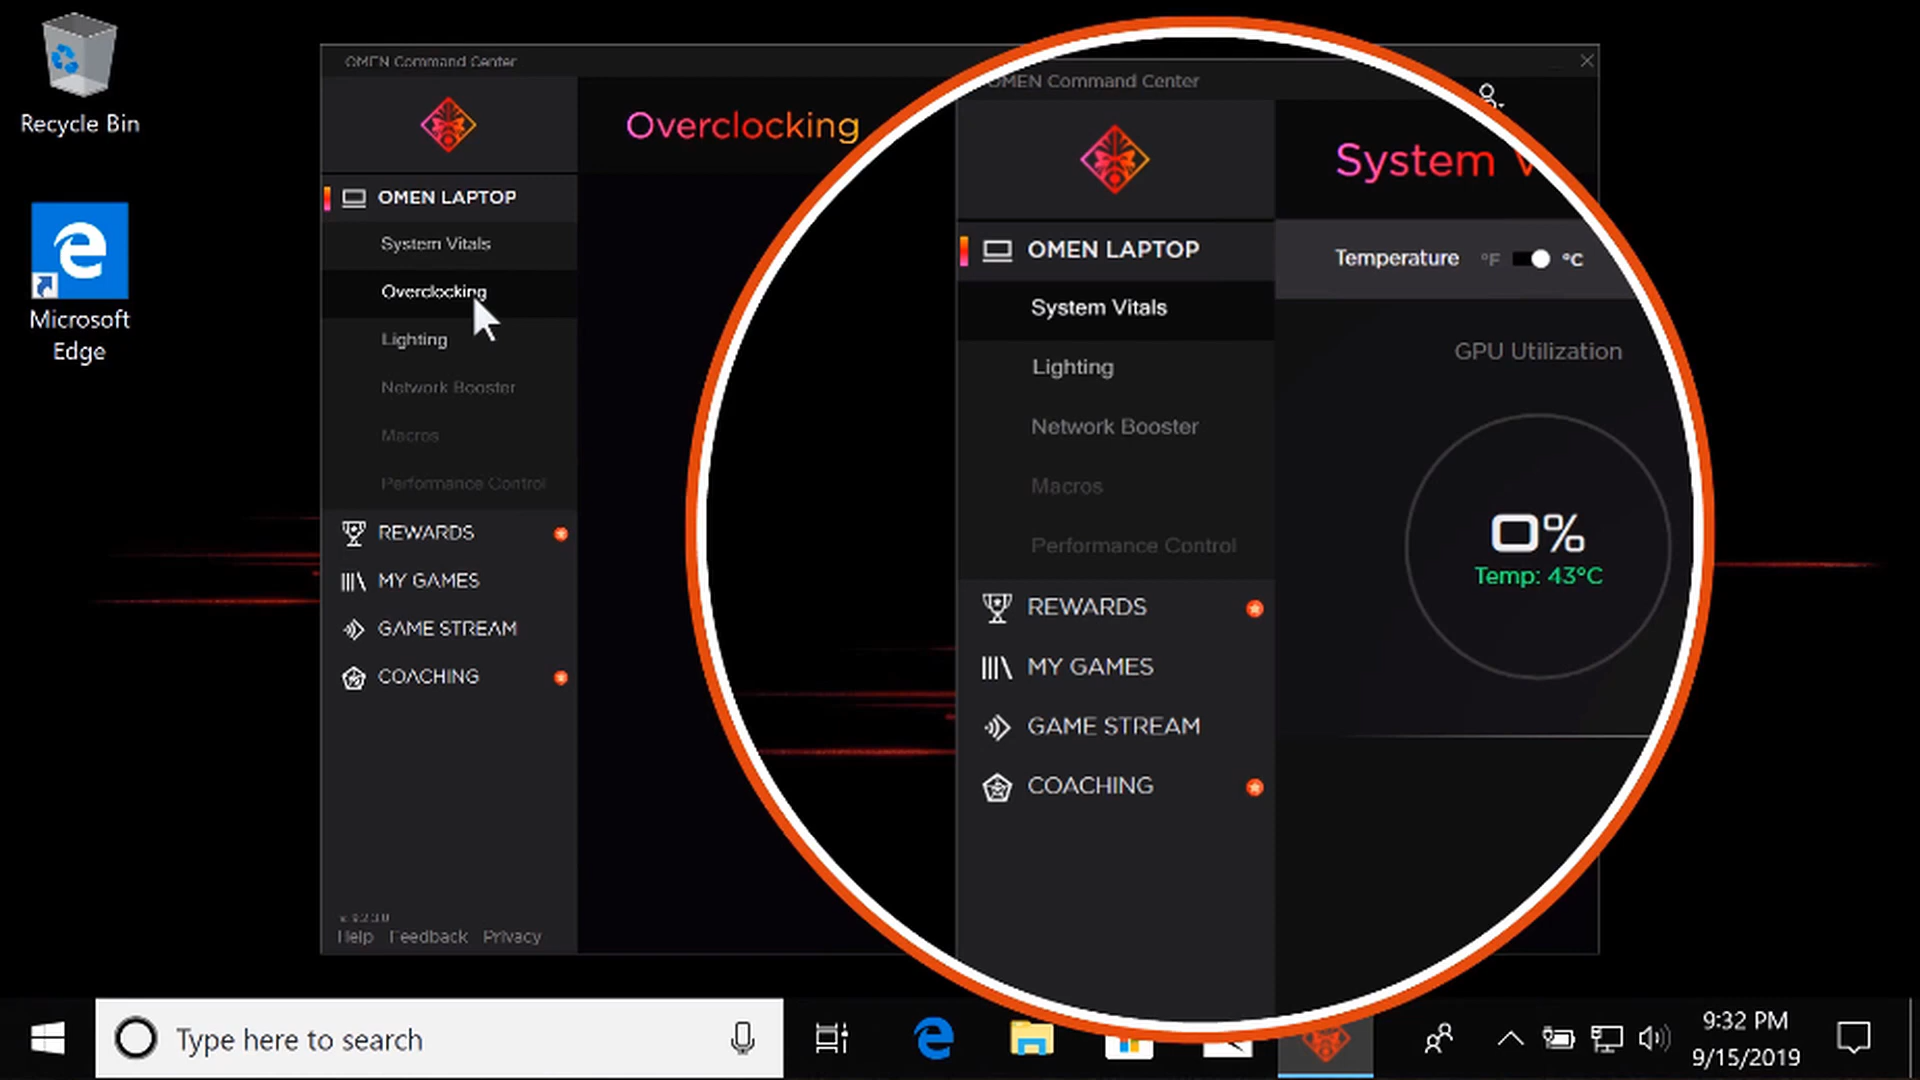 Recycle Bin
Microsoft
Edge
OMEN Command Center
Overclocking
OMEN LAPTOP
System Vitals
Overclocking
Lighting
Network Booster
Macros
Performance Control
REWARDS
MY GAMES
GAME STREAM
COACHING
Help Feedback Privacy
OMEN Command Center
System
OMEN LAPTOP
Temperature °F °C
System Vitals
Lighting
Network Booster
Macros
Performance Control
REWARDS
MY GAMES
GAME STREAM
COACHING
GPU Utilization
0%
Temp: 43°C
Type here to search
9:32 PM
9/15/2019